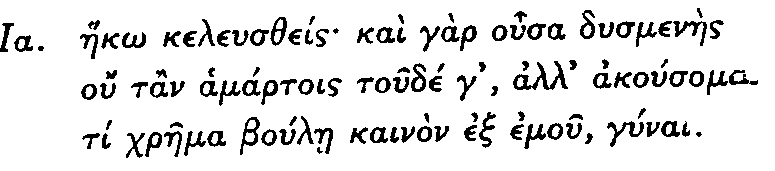 Ια. ἥκω κελευσθείς· καὶ γὰρ οὖσα δυσμενὴς
οὔ τἂν ἁμάρτοις τοῦδέ γ’, ἀλλ’ ἀκούσομαι
τί χρῆμα βούλῃ καινὸν ἐξ ἐμοῦ, γύναι.